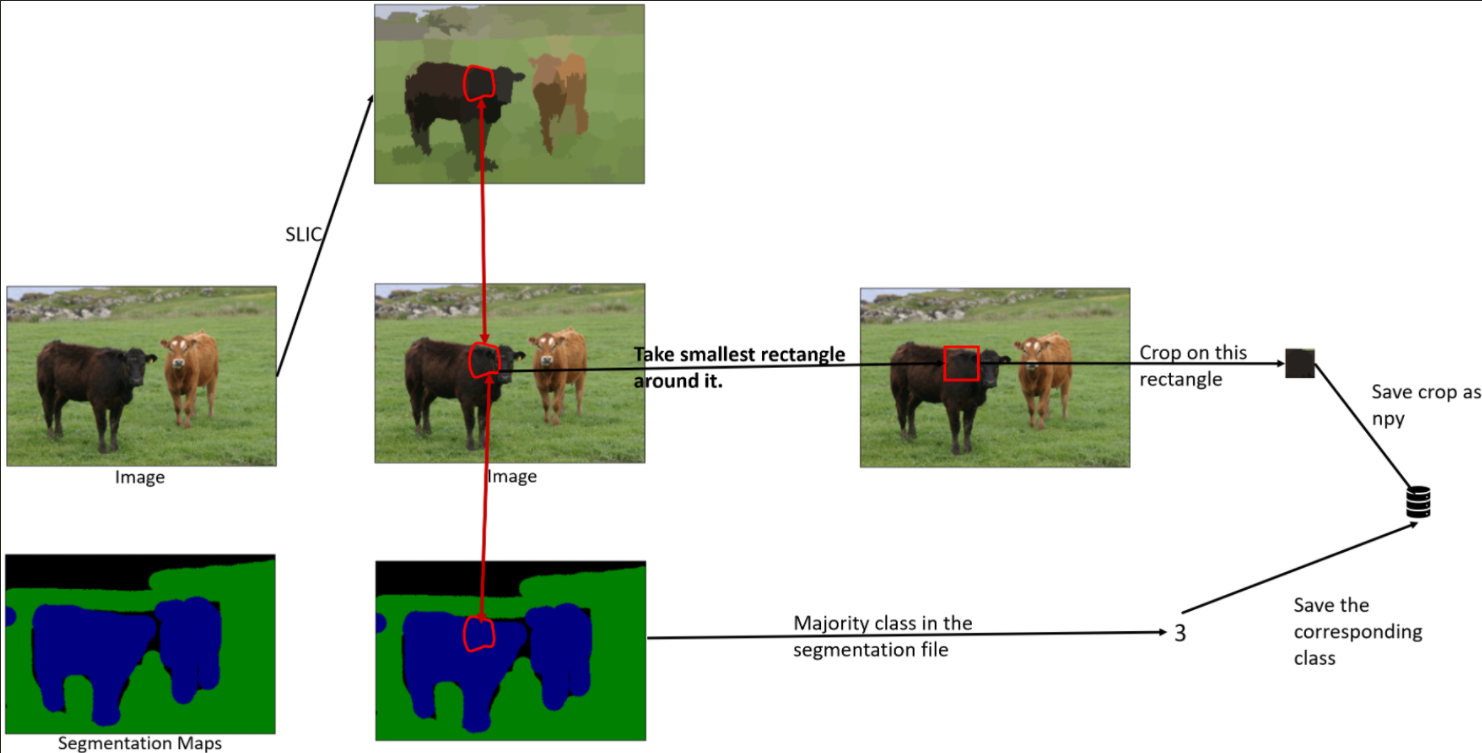 SLIC
Image
Image
Take smallest rectangle
around it.
Crop on this
rectangle
Save crop as
npy
Segmentation Maps
Majority class in the
segmentation file
3
Save the
corresponding
class